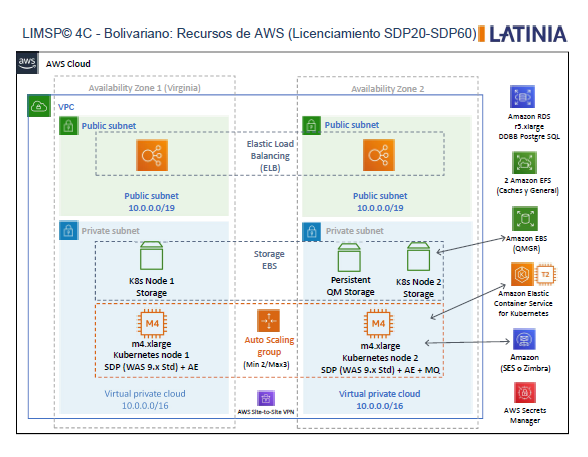 LIMSP© 4C - Bolivariano: Recursos de AWS (Licenciamiento SDP20-SDP60)
LATINIA
aws
AWS Cloud
Availability Zone 1 (Virginia)
Availability Zone 2
VPC
Public subnet
Public subnet
Elastic Load
Balancing
(ELB)
Public subnet
10.0.0.0/19
Public subnet
10.0.0.0/19
Private subnet
Private subnet
Storage
EBS
K8s Node 1
Storage
Persistent
QM Storage
K8s Node 2
Storage
M4
m4.xlarge
Kubernetes node 1
SDP (WAS 9.x Std) + AE
Auto Scaling
group
(Min 2/Max3)
M4
m4.xlarge
Kubernetes node 2
SDP (WAS 9.x Std) + AE + MQ
Virtual private cloud
10.0.0.0/16
AWS Site-to-Site VPN
Virtual private cloud
10.0.0.0/16
Amazon RDS
r5.xlarge
DDBB Postgre SQL
2 Amazon EFS
(Caches y General)
Amazon EBS
(QMGR)
T2
Amazon Elastic
Container Service
for Kubernetes
Amazon
(SES o Zimbra)
AWS Secrets
Manager